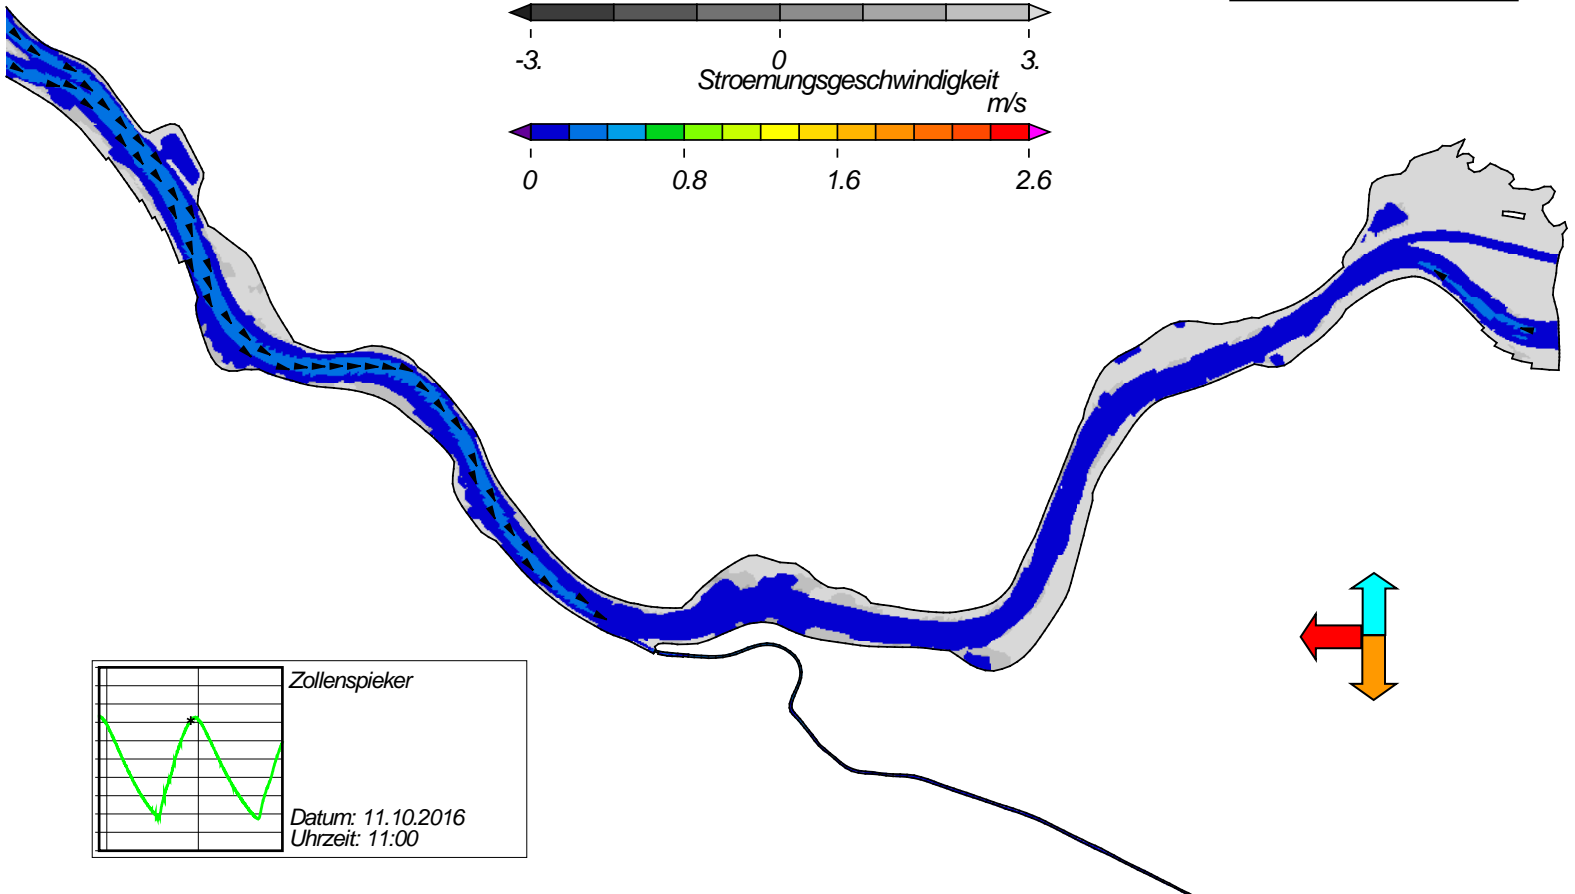 -3. 0 3.
Stroemungsgeschwindigkeit
m/s
0 0.8 1.6 2.6
Zollenspieker
Datum: 11.10.2016
Uhrzeit: 11:00